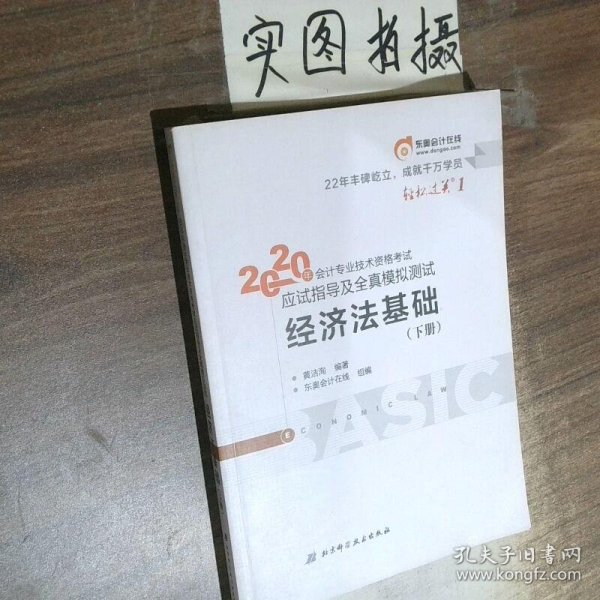 实图拍摄
东奥会计在线
www.dongao.com
22年丰碑屹立，成就千万学员
轻松过关®1
2020年会计专业技术资格考试
应试指导及全真模拟测试
经济法基础
(下册)
黄洁洵 编著
东奥会计在线 组编
BASIC
ECONOMIC LAW
北京科学技术出版社
孔夫子旧书网
www.kongfz.com